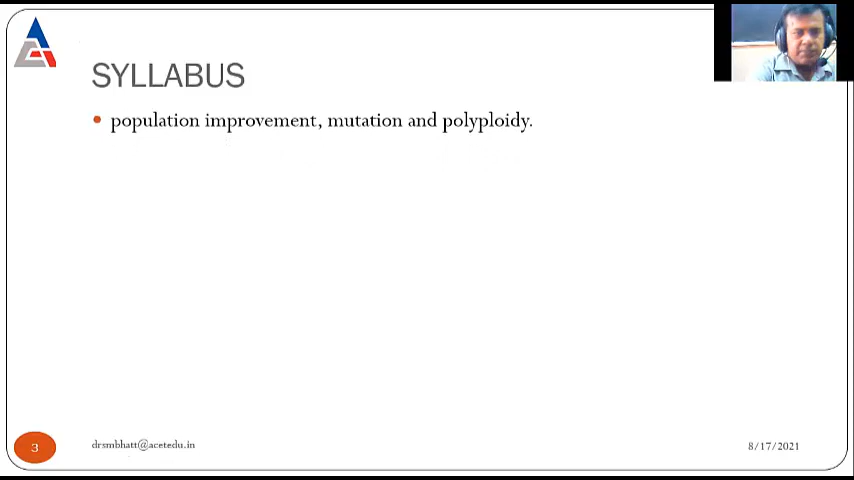 SYLLABUS
population improvement, mutation and polyploidy.
3
drsmbhatt@acetedu.in
8/17/2021